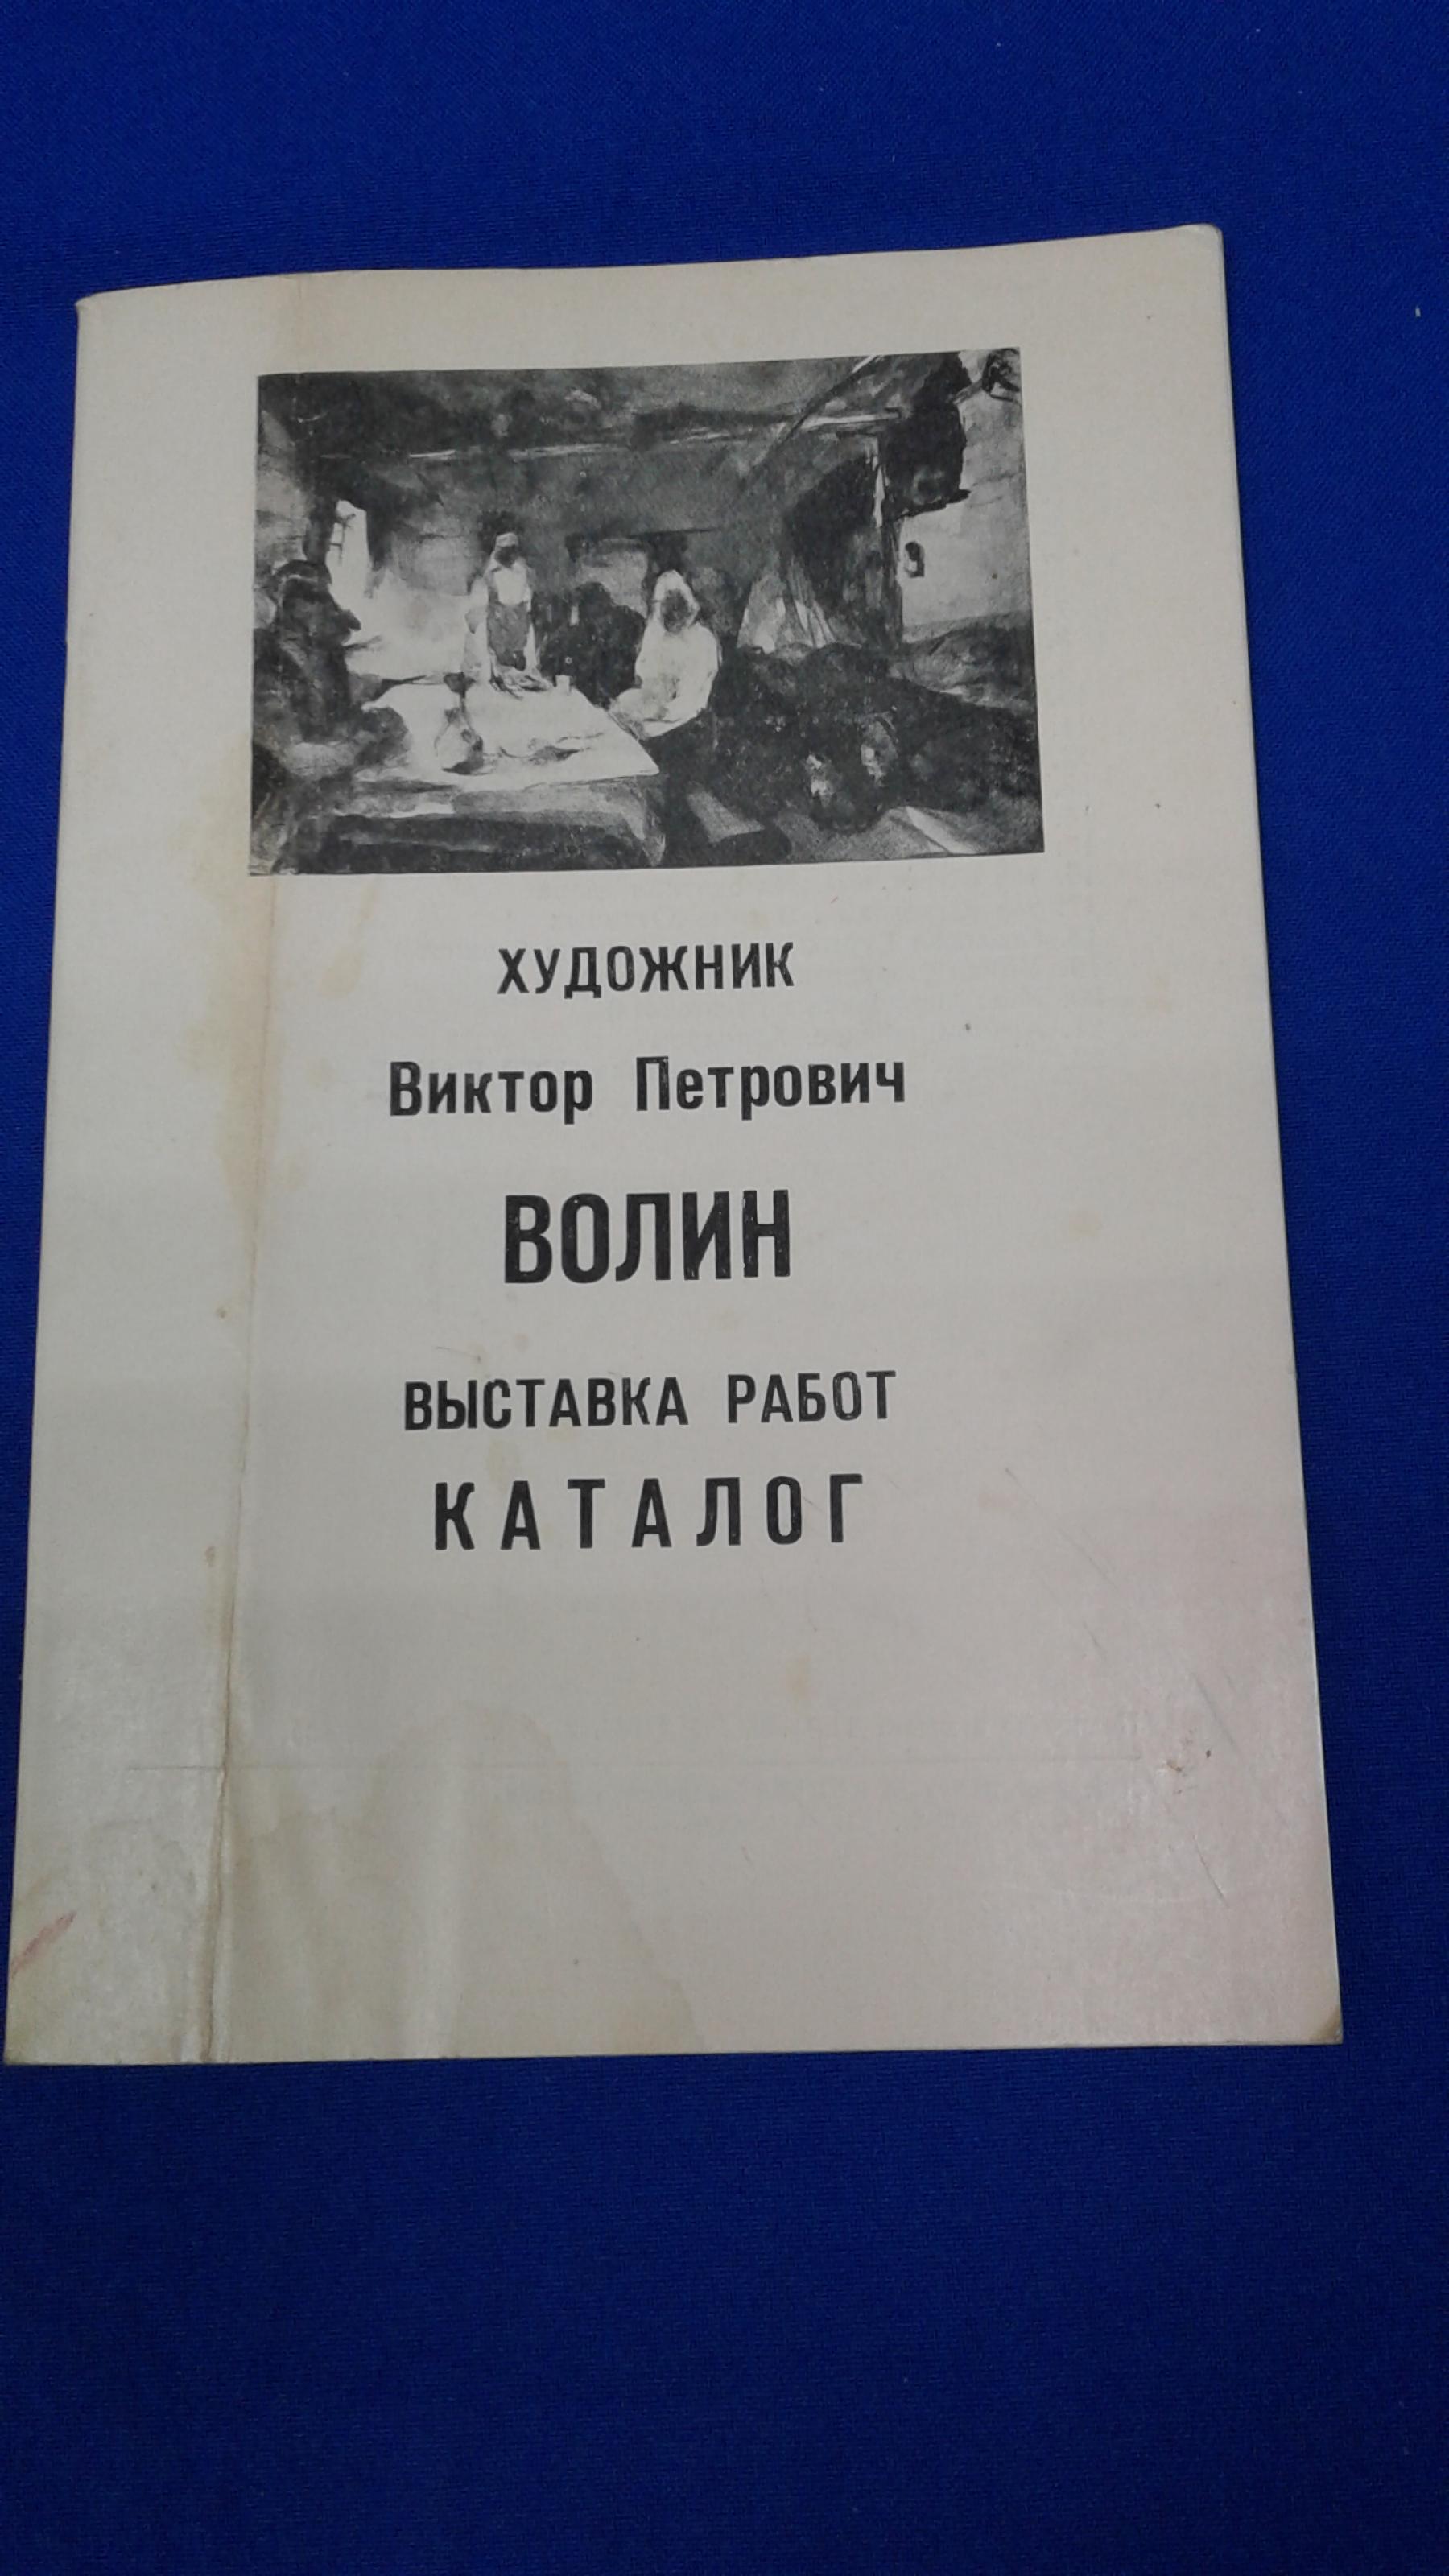 ХУДОЖНИК
Виктор Петрович
ВОЛИН
ВЫСТАВКА РАБОТ
КАТАЛОГ